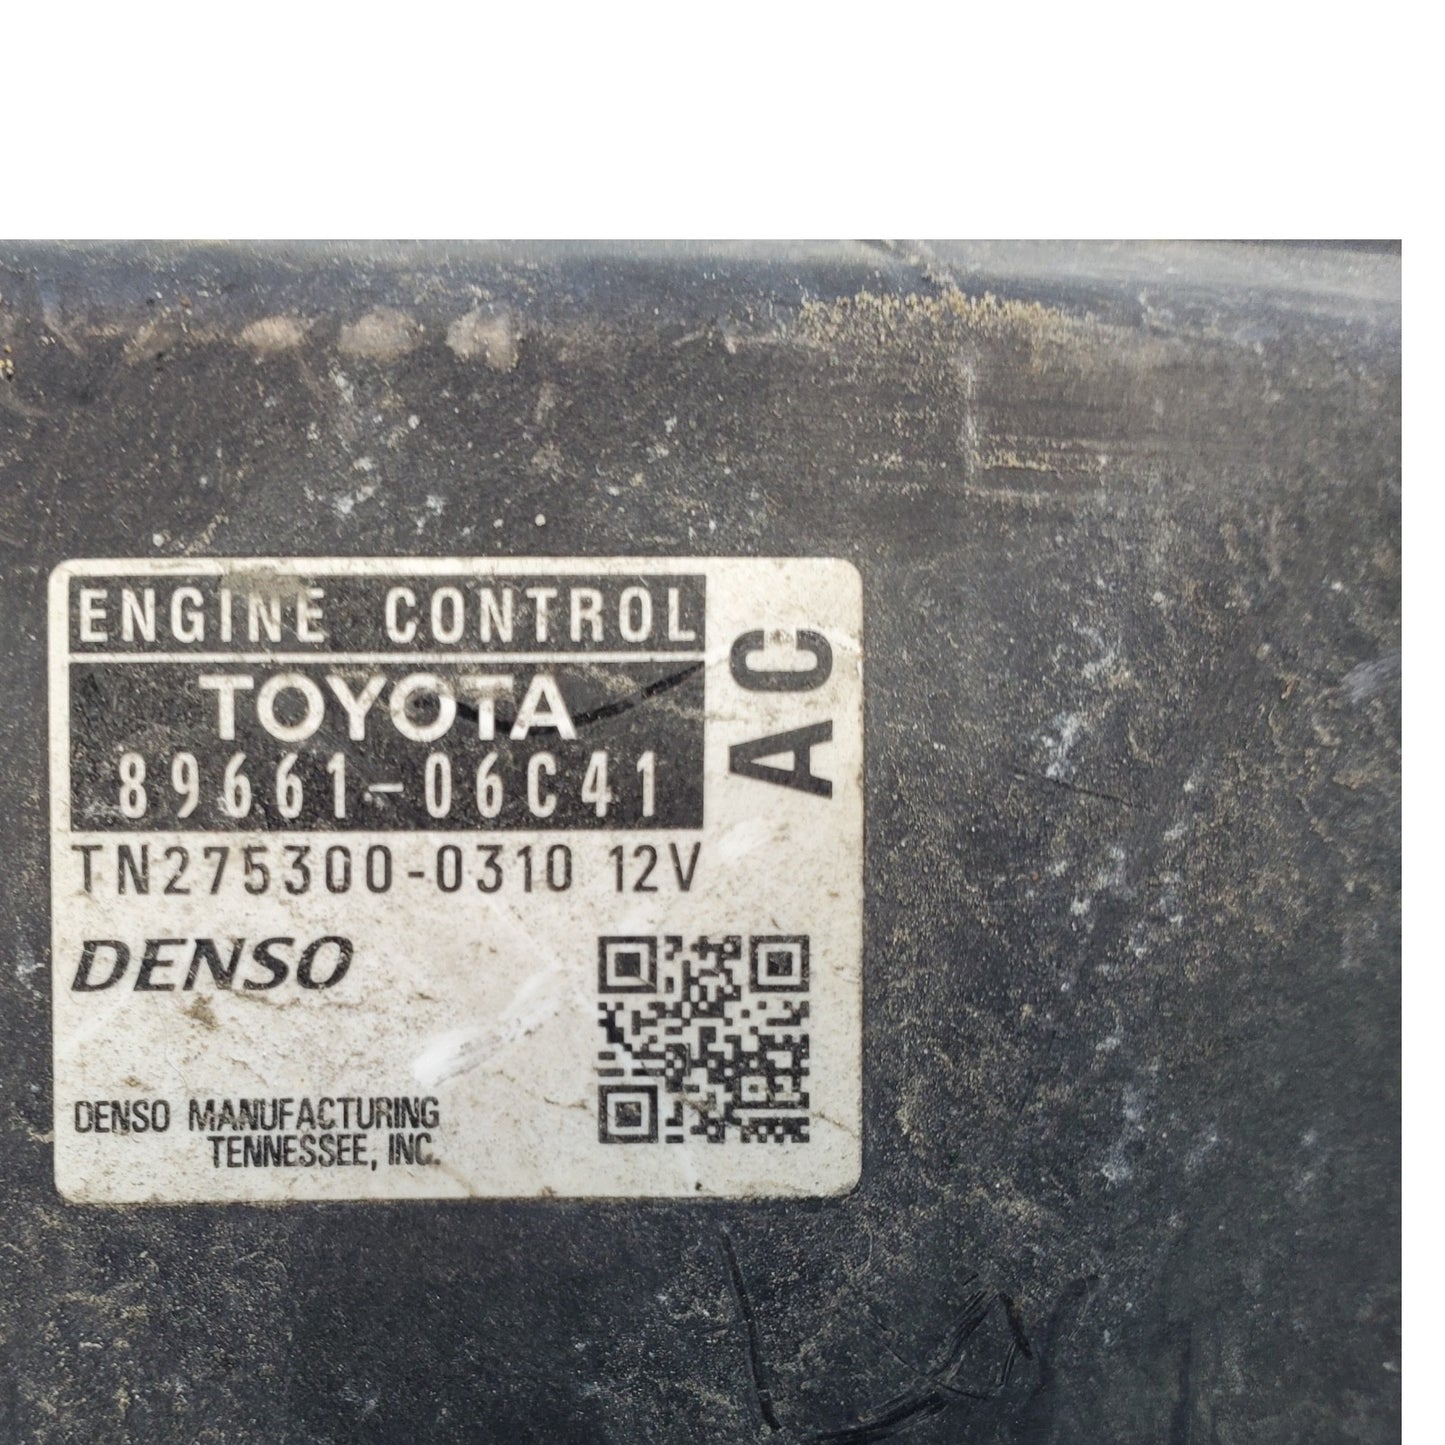 ENGINE CONTROL
TOYOTA
89661-06C41
AC
TN275300-0310 12V
DENSO
DENSO MANUFACTURING
TENNESSEE, INC.